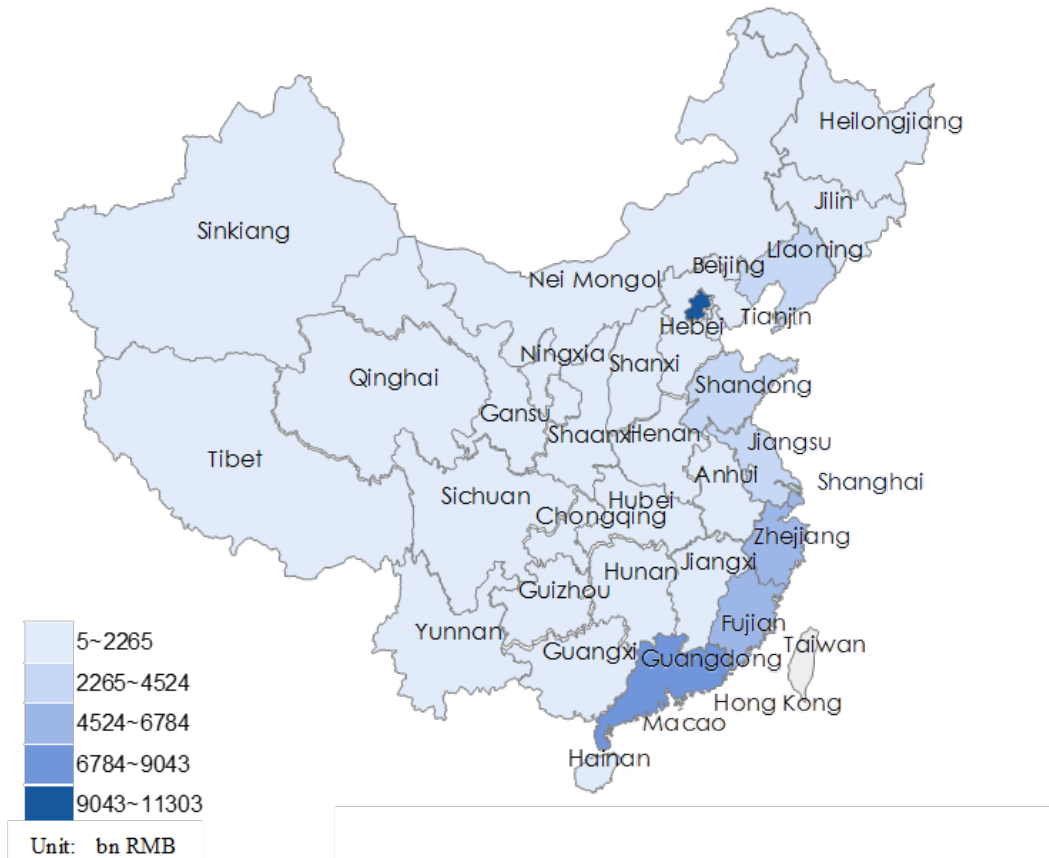 Heilongjiang
Jilin
Liaoning
Sinkiang
Beijing
Nei Mongol
Tianjin
Hebei
Ningxia
Shanxi
Qinghai
Shandong
Gansu
Shaanxi
Henan
Jiangsu
Tibet
Anhui
Shanghai
Sichuan
Hubei
Chongqing
Zhejiang
Jiangxi
Hunan
Guizhou
Fujian
Yunnan
Taiwan
Guangxi
Guangdong
Hong Kong
Macao
Hainan
5~2265
2265~4524
4524~6784
6784~9043
9043~11303
Unit: bn RMB